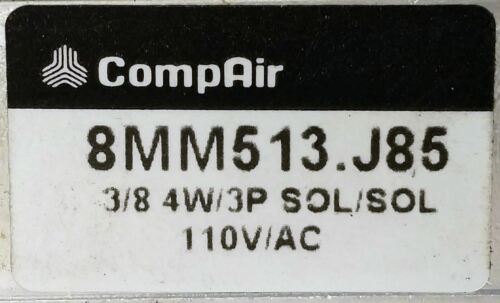 CompAir
8MM513.J85
3/8 4W/3P SOL/SOL
110V/AC